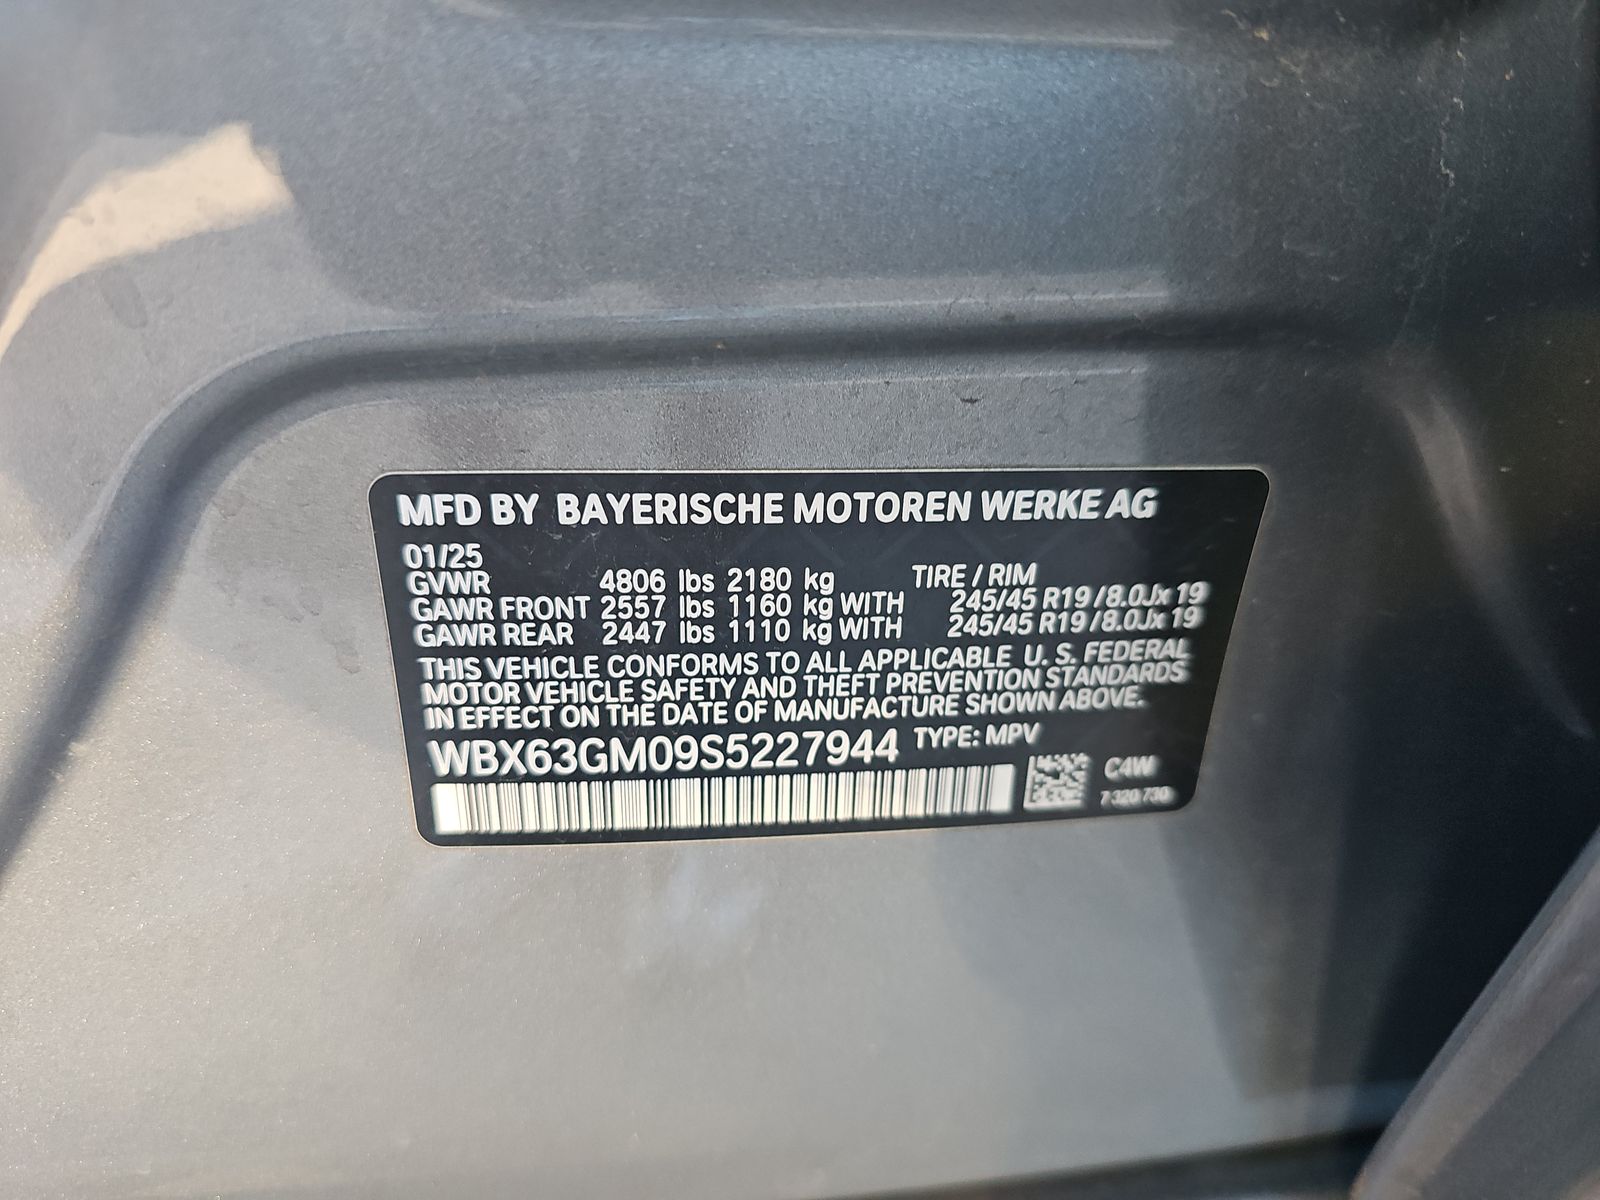 MFD BY BAYERISCHE MOTOREN WERKE AG
01/25
GVWR 4806 lbs 2180 kg TIRE / RIM
GAWR FRONT 2557 lbs 1160 kg WITH 245/45 R19 / 8.0Jx 19
GAWR REAR 2447 lbs 1110 kg WITH 245/45 R19 / 8.0Jx 19
THIS VEHICLE CONFORMS TO ALL APPLICABLE U. S. FEDERAL
MOTOR VEHICLE SAFETY AND THEFT PREVENTION STANDARDS
IN EFFECT ON THE DATE OF MANUFACTURE SHOWN ABOVE.
WBX63GM09S5227944 TYPE: MPV
C4W
7 320 730